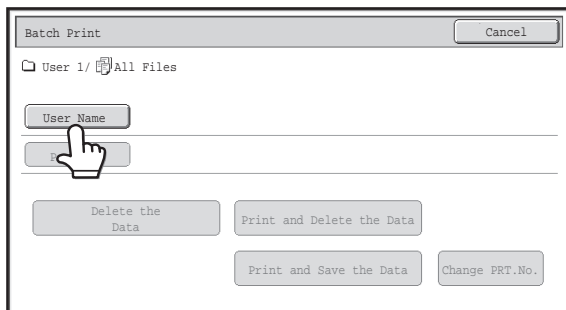 Batch Print
Cancel
User 1/ All Files
User Name
Delete the
Data
Print and Delete the Data
Print and Save the Data
Change PRT.No.